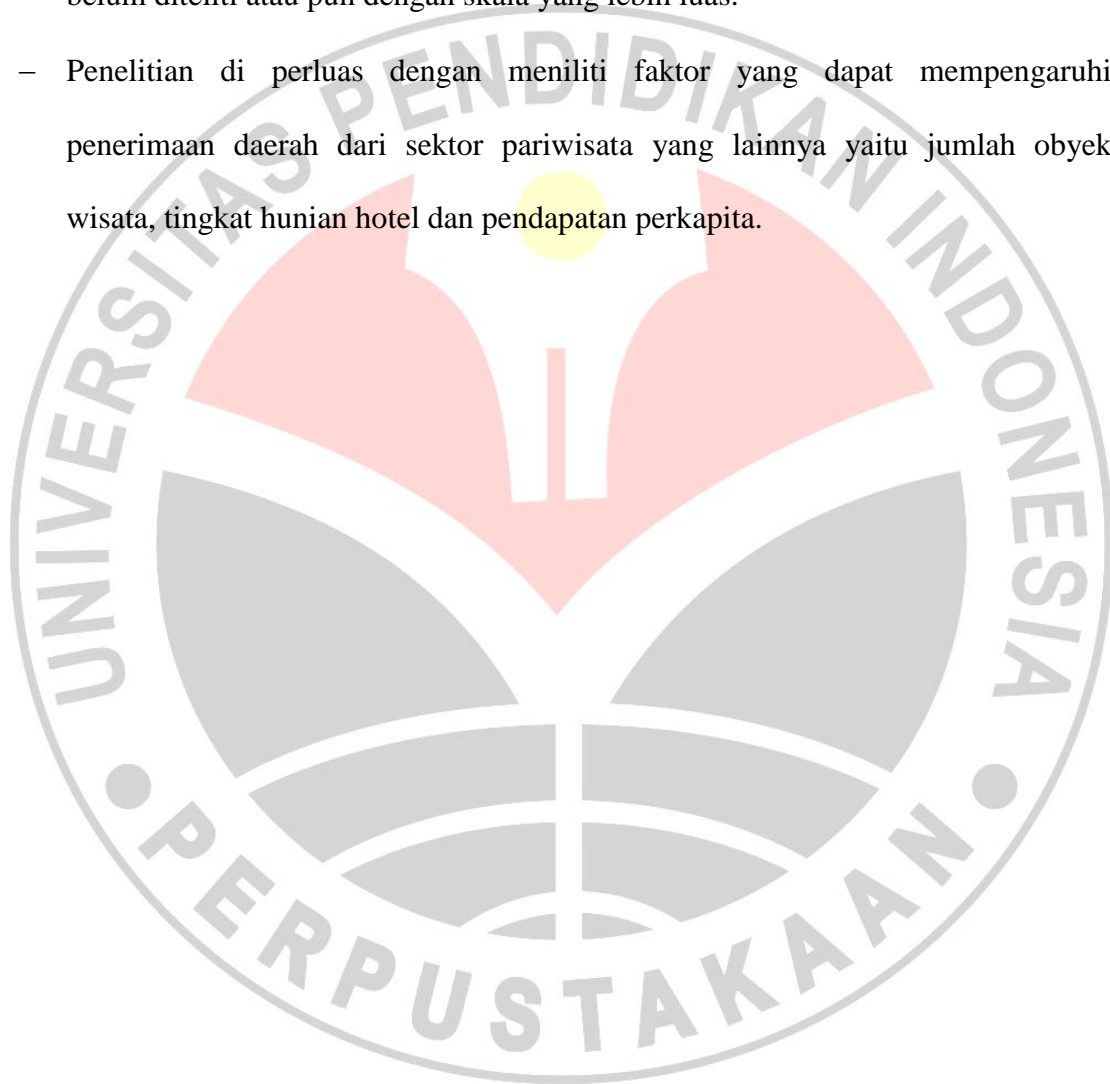 belum diteliti atau pun dengan skala yang lebih luas.
– Penelitian di perluas dengan meniliti faktor yang dapat mempengaruhi
penerimaan daerah dari sektor pariwisata yang lainnya yaitu jumlah obyek
wisata, tingkat hunian hotel dan pendapatan perkapita.
UNIVERSITAS PENDIDIKAN INDONESIA
PERPUSTAKAAN